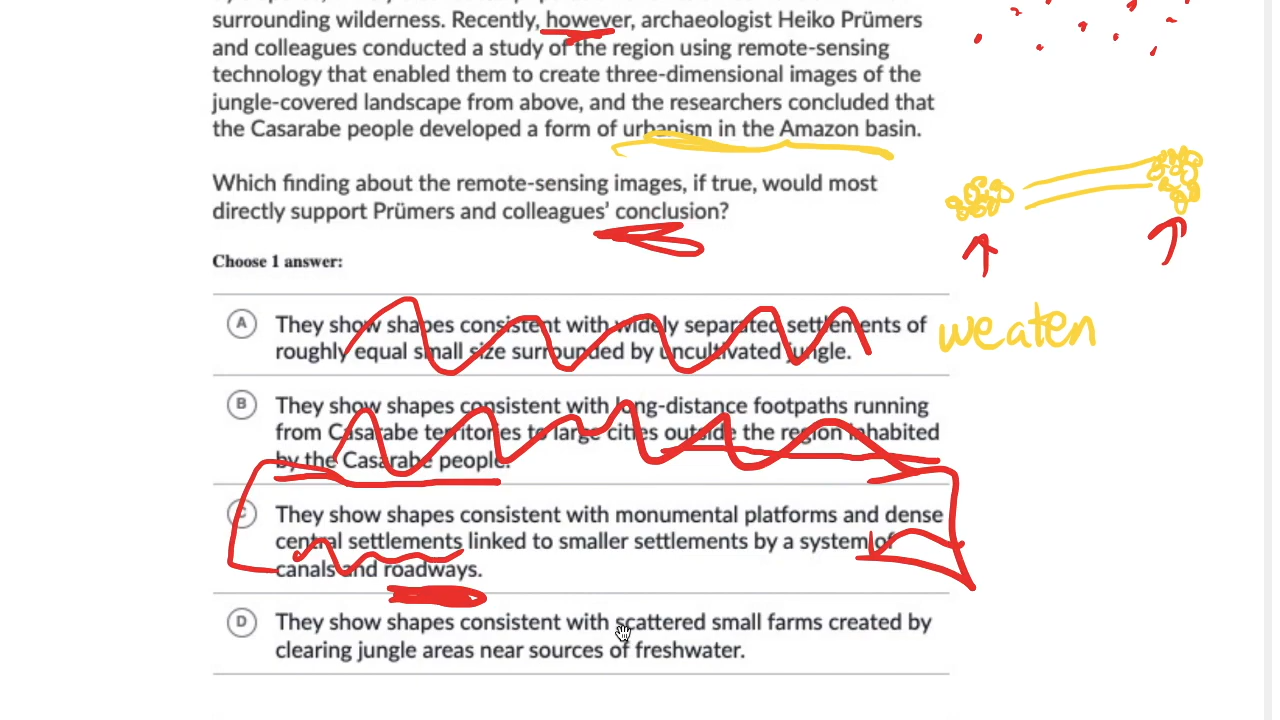 surrounding wilderness. Recently, however, archaeologist Heiko Prümers
and colleagues conducted a study of the region using remote-sensing
technology that enabled them to create three-dimensional images of the
jungle-covered landscape from above, and the researchers concluded that
the Casarabe people developed a form of urbanism in the Amazon basin.
Which finding about the remote-sensing images, if true, would most
directly support Prümers and colleagues' conclusion?
Choose 1 answer:
A
They show shapes consistent with widely separated settlements of
roughly equal small size surrounded by uncultivated jungle.
weaten
B
They show shapes consistent with long-distance footpaths running
from Casarabe territories to large cities outside the region inhabited
by the Casarabe people.
C
They show shapes consistent with monumental platforms and dense
central settlements linked to smaller settlements by a system of
canals and roadways.
D
They show shapes consistent with scattered small farms created by
clearing jungle areas near sources of freshwater.